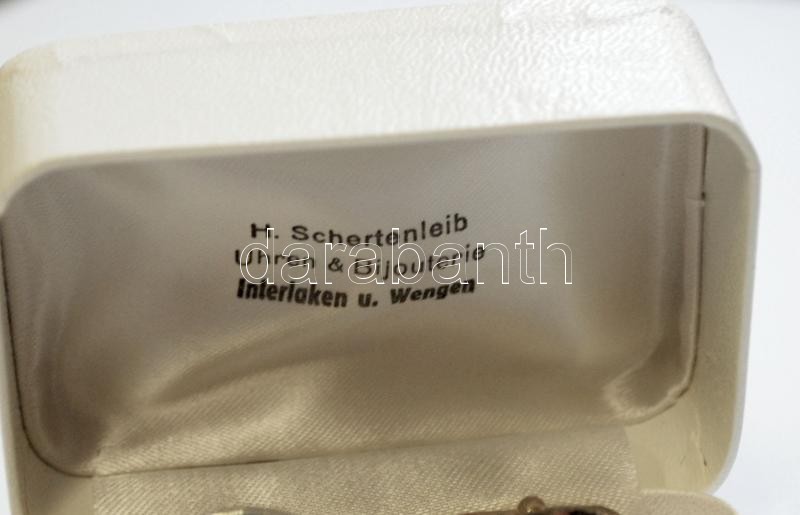 H. Schertenleib
Uhren & Bijouterie
Interlaken u. Wengen
darabanth